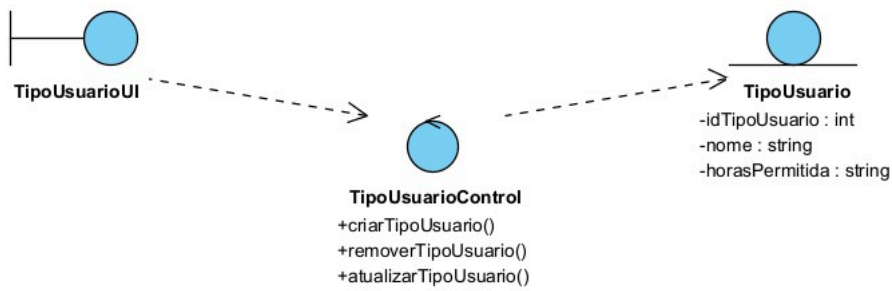 TipoUsuarioUI
TipoUsuario
-idTipoUsuario : int
-nome : string
-horasPermitida : string
TipoUsuarioControl
+criarTipoUsuario()
+removerTipoUsuario()
+atualizarTipoUsuario()